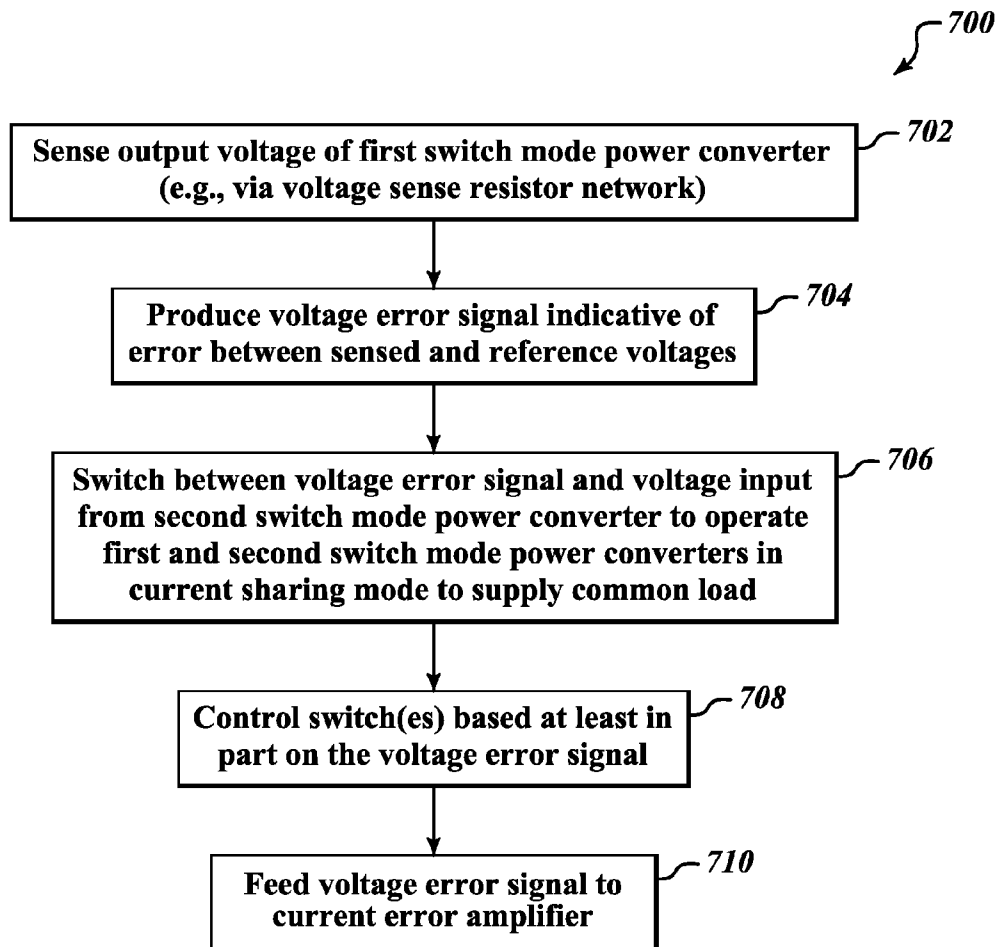 700
702
Sense output voltage of first switch mode power converter
(e.g., via voltage sense resistor network)
704
Produce voltage error signal indicative of
error between sensed and reference voltages
706
Switch between voltage error signal and voltage input
from second switch mode power converter to operate
first and second switch mode power converters in
current sharing mode to supply common load
708
Control switch(es) based at least in
part on the voltage error signal
710
Feed voltage error signal to
current error amplifier